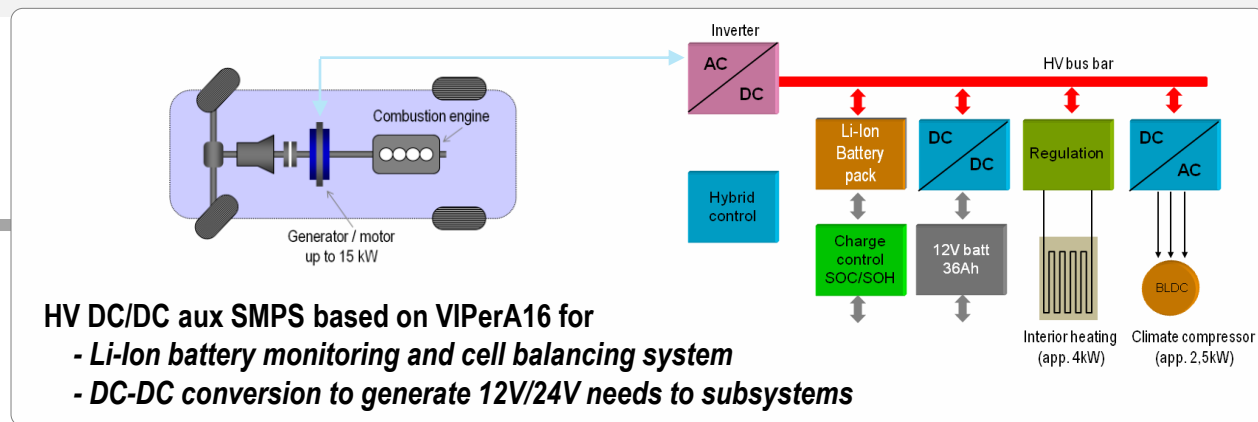 Inverter
AC
DC
HV bus bar
Combustion engine
Generator / motor
up to 15 kW
Hybrid
control
Li-Ion
Battery
pack
DC
DC
Regulation
DC
AC
Charge
control
SOC/SOH
12V batt
36Ah
BLDC
Interior heating
(app. 4kW)
Climate compressor
(app. 2,5kW)
HV DC/DC aux SMPS based on VIPerA16 for
- Li-Ion battery monitoring and cell balancing system
- DC-DC conversion to generate 12V/24V needs to subsystems